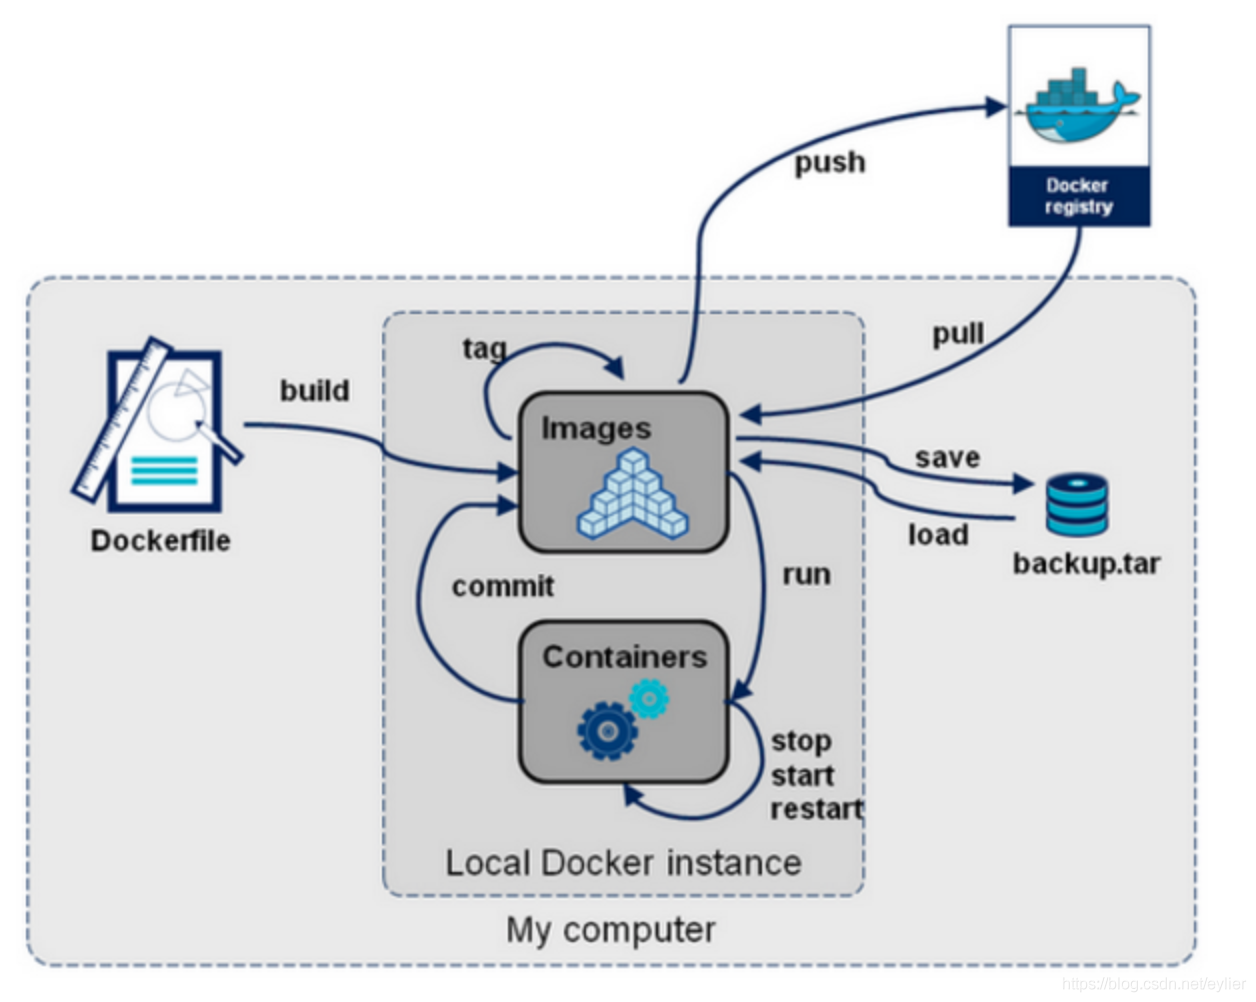 push
Docker
registry
pull
tag
build
Images
save
load
Dockerfile
backup.tar
commit
run
Containers
stop
start
restart
Local Docker instance
My computer
https://blog.csdn.net/eylier